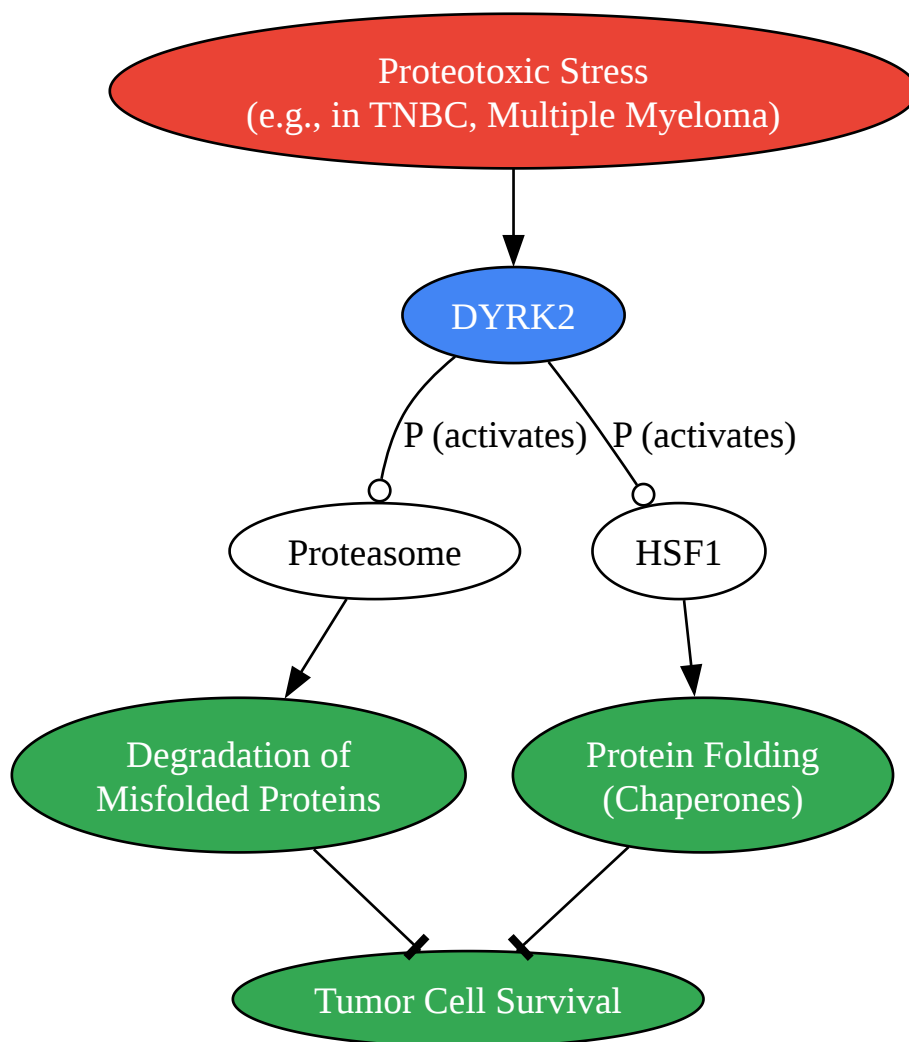 Proteotoxic Stress
(e.g., in TNBC, Multiple Myeloma)
DYRK2
P (activates)
P (activates)
Proteasome
HSF1
Degradation of
Misfolded Proteins
Protein Folding
(Chaperones)
Tumor Cell Survival